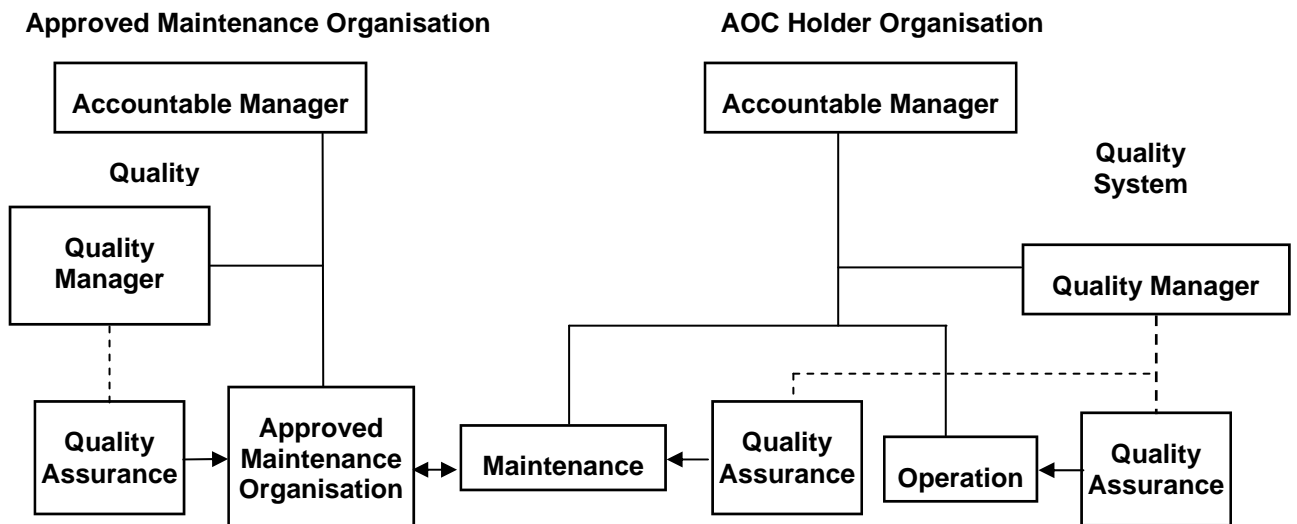 Approved Maintenance Organisation
AOC Holder Organisation
Accountable Manager
Accountable Manager
Quality
Quality
System
Quality
Manager
Quality Manager
Quality
Assurance
Approved
Maintenance
Organisation
Maintenance
Quality
Assurance
Operation
Quality
Assurance